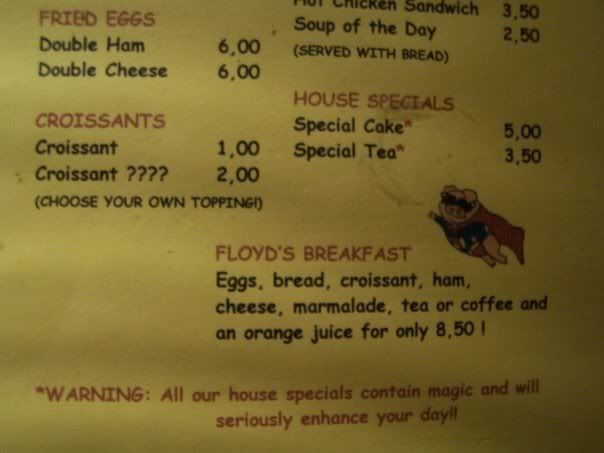 FRIED EGGS
Double Ham 6,00
Double Cheese 6,00
CROISSANTS
Croissant 1,00
Croissant ???? 2,00
(CHOOSE YOUR OWN TOPPING!)
Hot Chicken Sandwich 3,50
Soup of the Day 2,50
(SERVED WITH BREAD)
HOUSE SPECIALS
Special Cake* 5,00
Special Tea* 3,50
FLOYD'S BREAKFAST
Eggs, bread, croissant, ham,
cheese, marmalade, tea or coffee and
an orange juice for only 8,50 !
*WARNING: All our house specials contain magic and will
seriously enhance your day!!